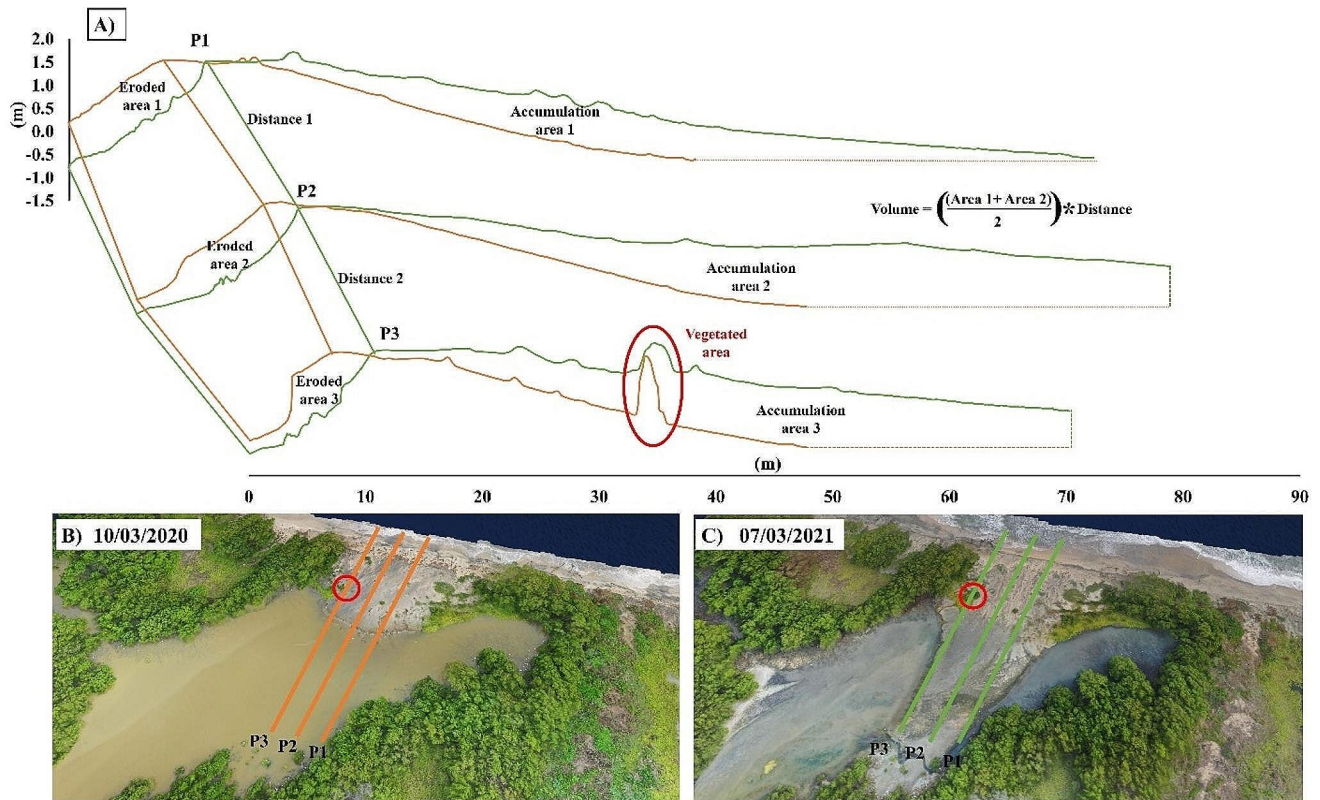 A)
2.0
1.5
1.0
0.5
0.0
-0.5
-1.0
-1.5
(m)
P1
Eroded
area 1
Distance 1
Accumulation
area 1
P2
Volume = ((Area 1+ Area 2)/2)*Distance
Eroded
area 2
Distance 2
Accumulation
area 2
P3
Vegetated
area
Eroded
area 3
Accumulation
area 3
(m)
0 10 20 30 40 50 60 70 80 90
B) 10/03/2020
P3 P2 P1
C) 07/03/2021
P3 P2 P1